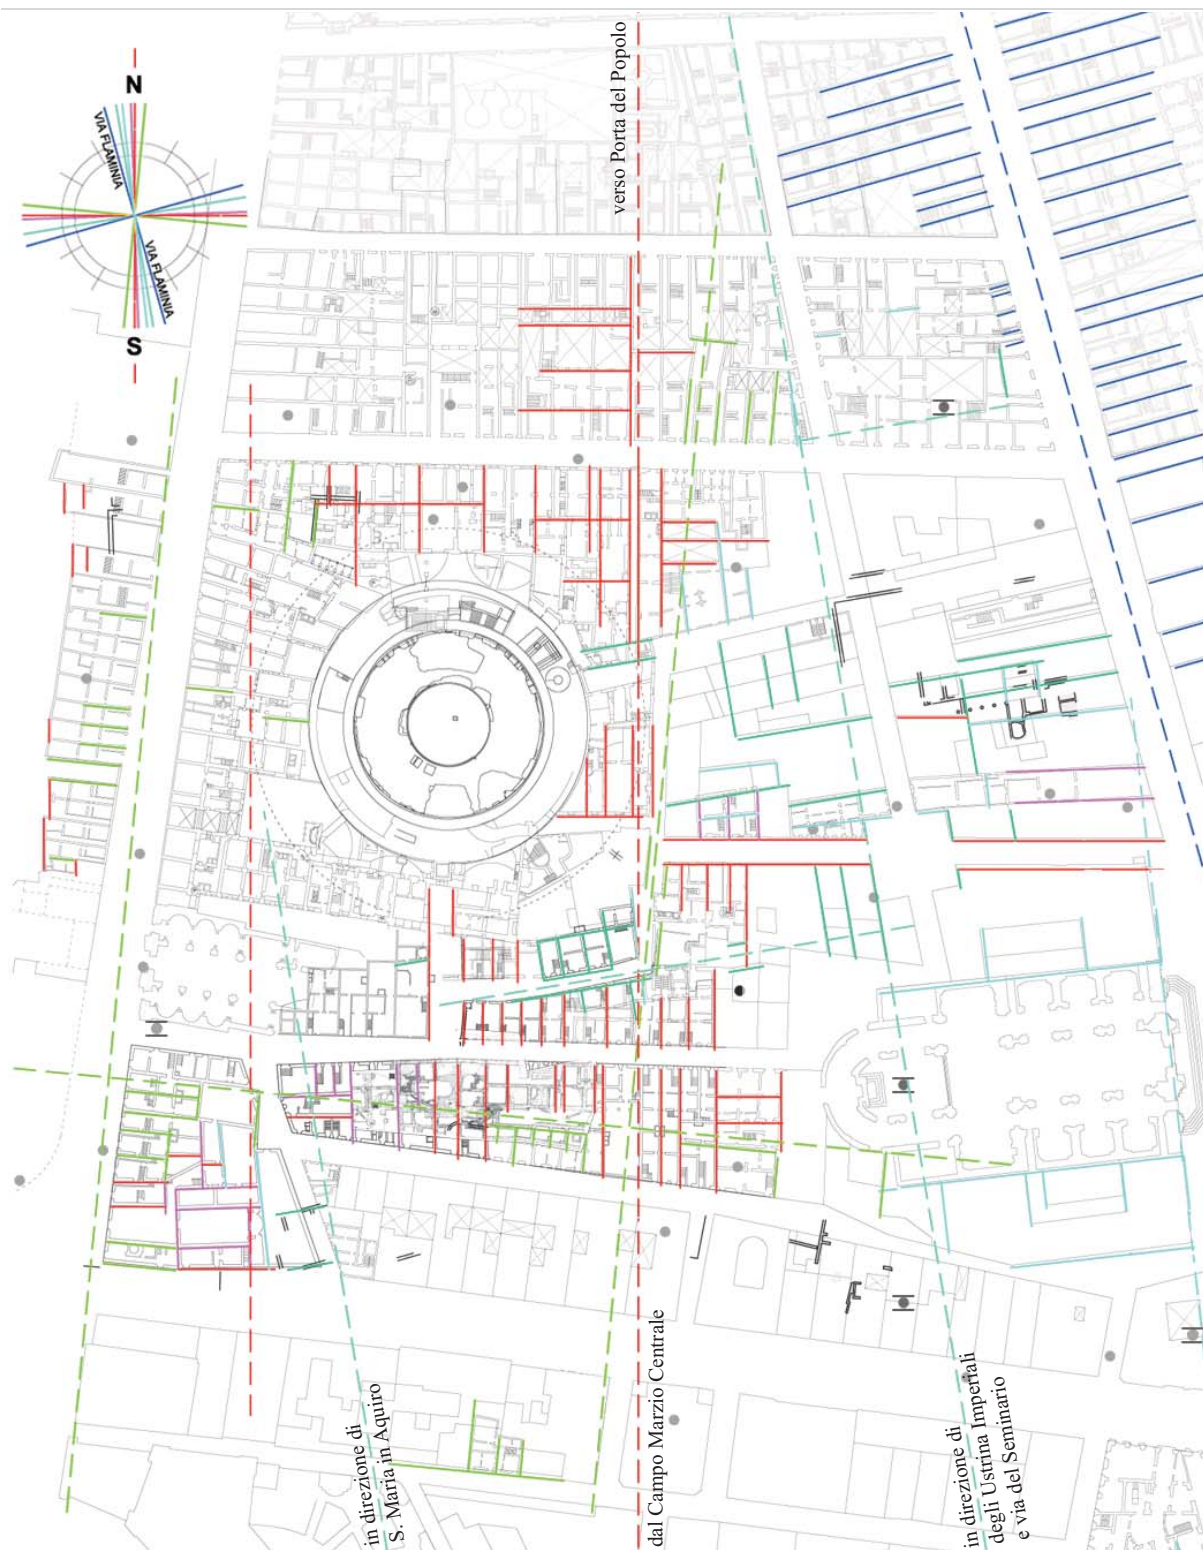 N
VIA FLAMINIA
VIA FLAMINIA
S
verso Porta del Popolo
dal Campo Marzio Centrale
in direzione di
S. Maria in Aquiro
in direzione di
degli Ustrina Imperiali
e via del Seminario